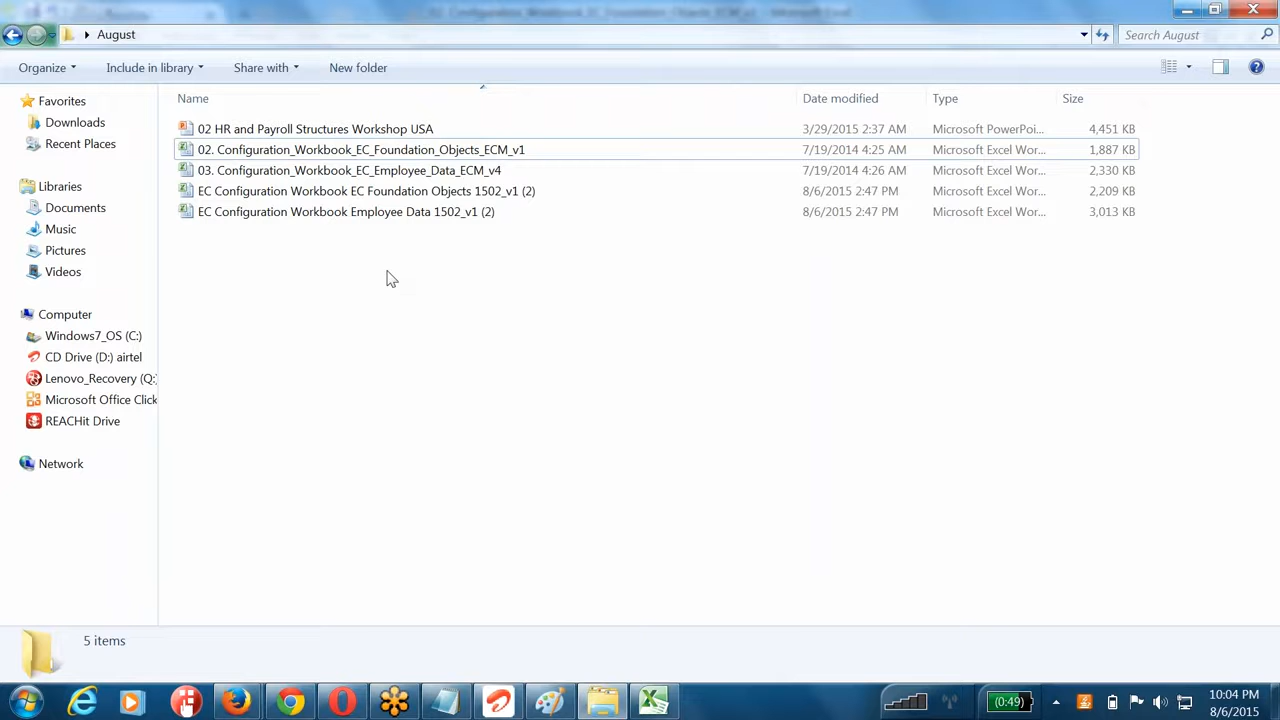 August
Search August
Organize
Include in library
Share with
New folder
Name
Date modified
Type
Size
Favorites
Downloads
Recent Places
Libraries
Documents
Music
Pictures
Videos
Computer
Windows7_OS (C:)
CD Drive (D:) airtel
Lenovo_Recovery (Q:)
Microsoft Office Click
REACHit Drive
Network
02 HR and Payroll Structures Workshop USA 3/29/2015 2:37 AM Microsoft PowerPoi... 4,451 KB
02. Configuration_Workbook_EC_Foundation_Objects_ECM_v1 7/19/2014 4:25 AM Microsoft Excel Wor... 1,887 KB
03. Configuration_Workbook_EC_Employee_Data_ECM_v4 7/19/2014 4:26 AM Microsoft Excel Wor... 2,330 KB
EC Configuration Workbook EC Foundation Objects 1502_v1 (2) 8/6/2015 2:47 PM Microsoft Excel Wor... 2,209 KB
EC Configuration Workbook Employee Data 1502_v1 (2) 8/6/2015 2:47 PM Microsoft Excel Wor... 3,013 KB
5 items
(0:49)
10:04 PM
8/6/2015